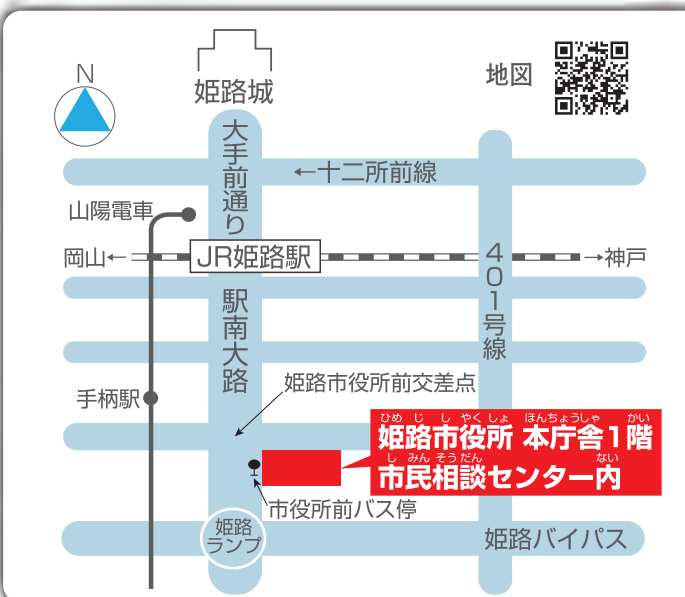 N
姫路城
地図
大手前通り
←十二所前線
山陽電車
岡山←
JR姫路駅
→神戸
401号線
駅南大路
手柄駅
姫路市役所前交差点
ひめじしやくしょ ほんちょうしゃ かい
姫路市役所 本庁舎1階
しみんそうだん ない
市民相談センター内
市役所前バス停
姫路
ランプ
姫路バイパス